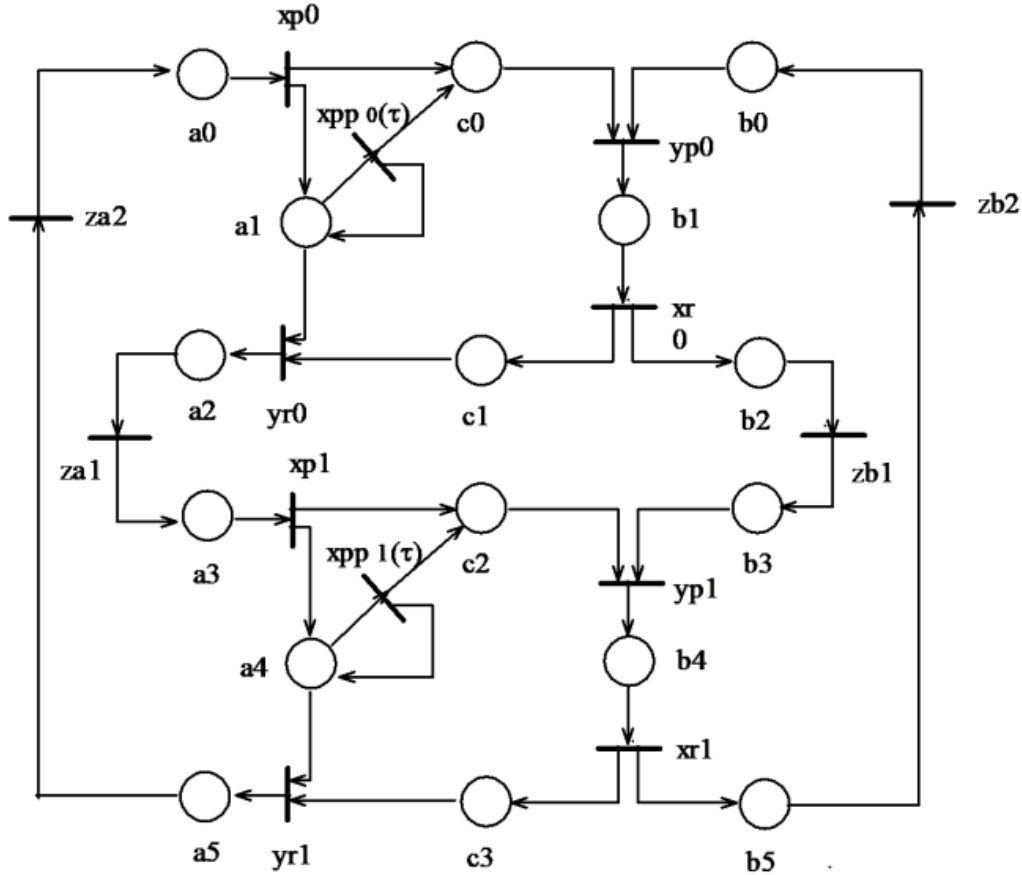 xp0
a0
xpp 0(τ)
c0
b0
yp0
za2
a1
b1
zb2
xr
0
a2
yr0
c1
b2
za1
xp1
zb1
a3
xpp 1(τ)
c2
b3
yp1
a4
b4
xr1
a5
yr1
c3
b5